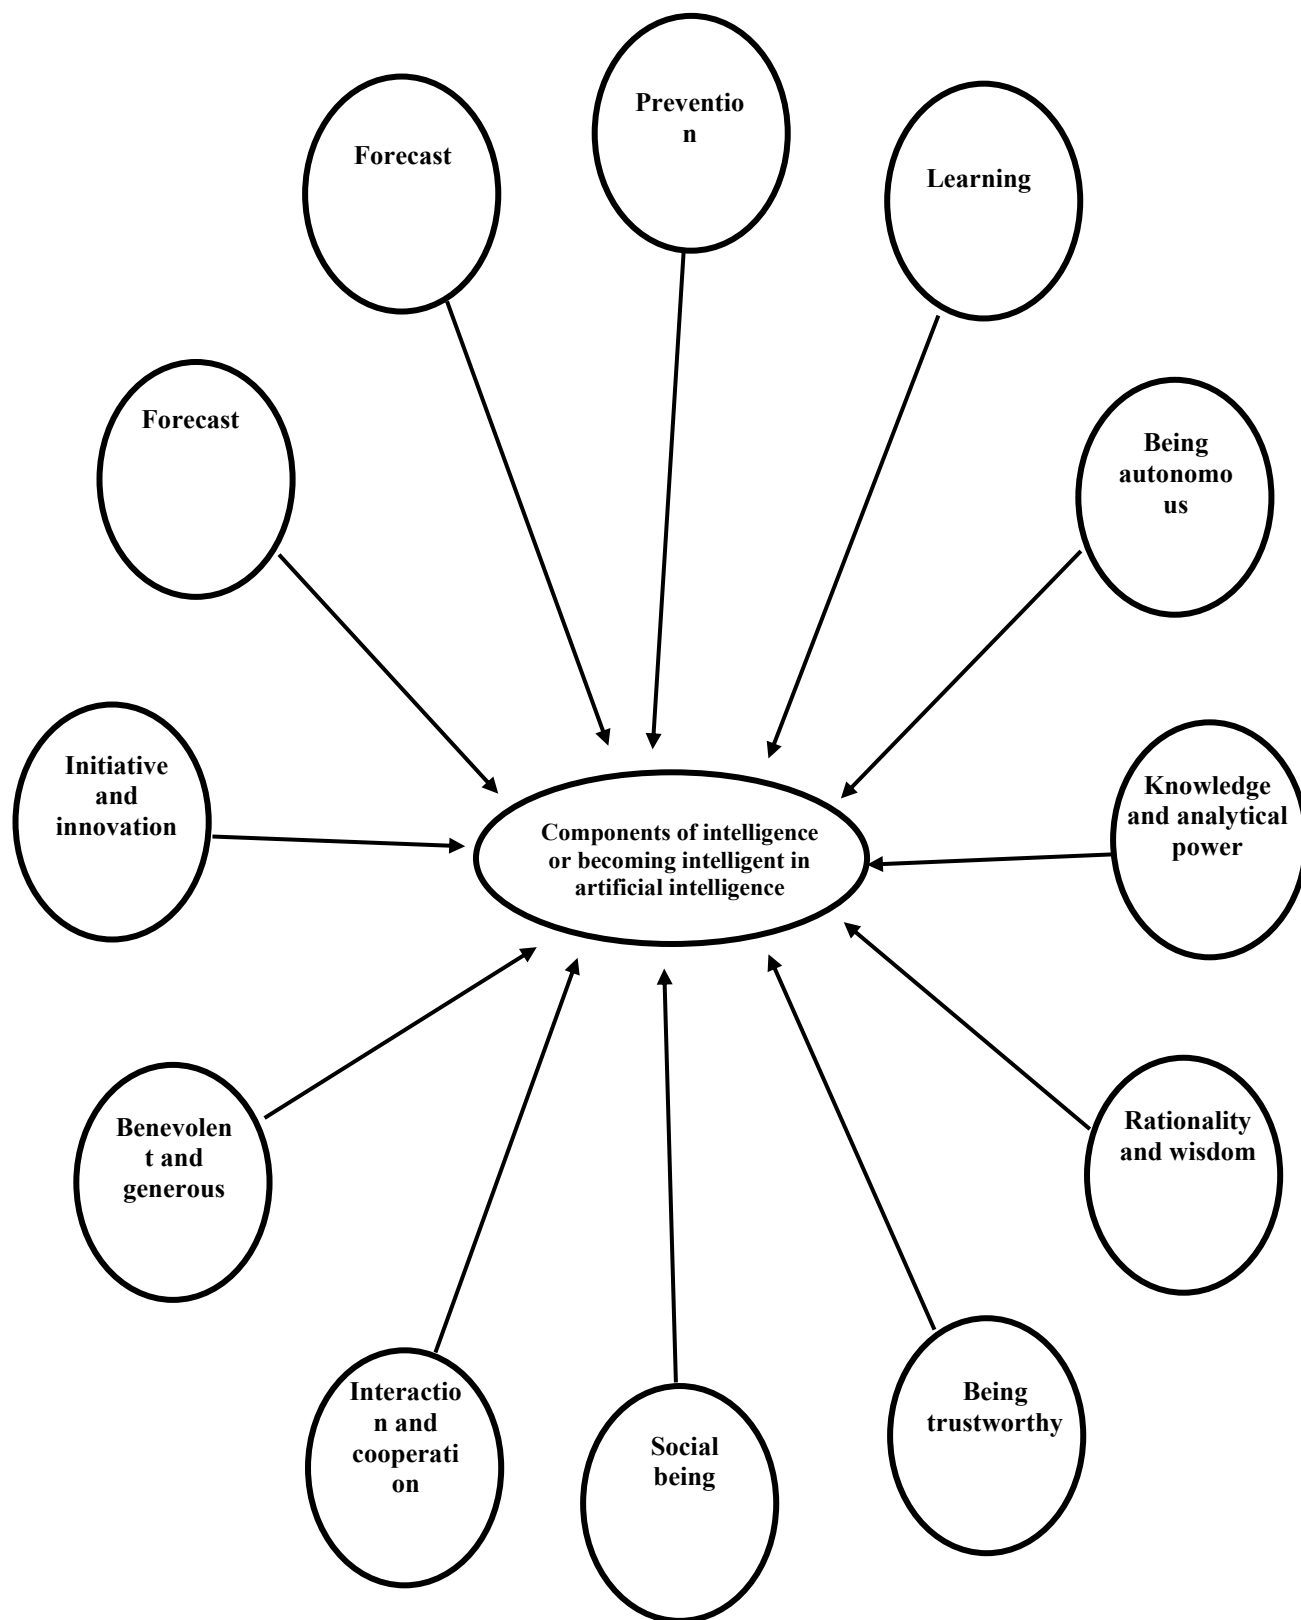 Preventio
n
Forecast
Learning
Forecast
Being
autonomo
us
Initiative
and
innovation
Knowledge
and analytical
power
Components of intelligence
or becoming intelligent in
artificial intelligence
Benevolen
t and
generous
Rationality
and wisdom
Interactio
n and
cooperati
on
Social
being
Being
trustworthy